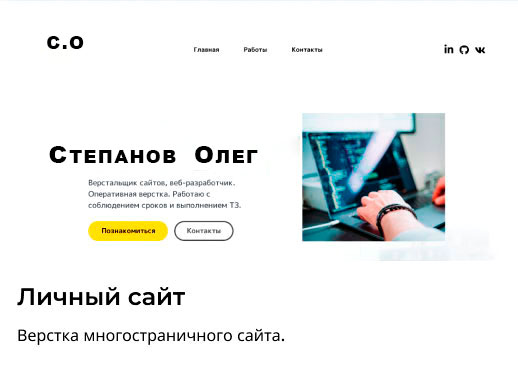 С.О
Главная Работы Контакты
in
Степанов Олег
Верстальщик сайтов, веб-разработчик.
Оперативная верстка. Работаю с
соблюдением сроков и выполнением ТЗ.
Познакомиться Контакты
Личный сайт
Верстка многостраничного сайта.